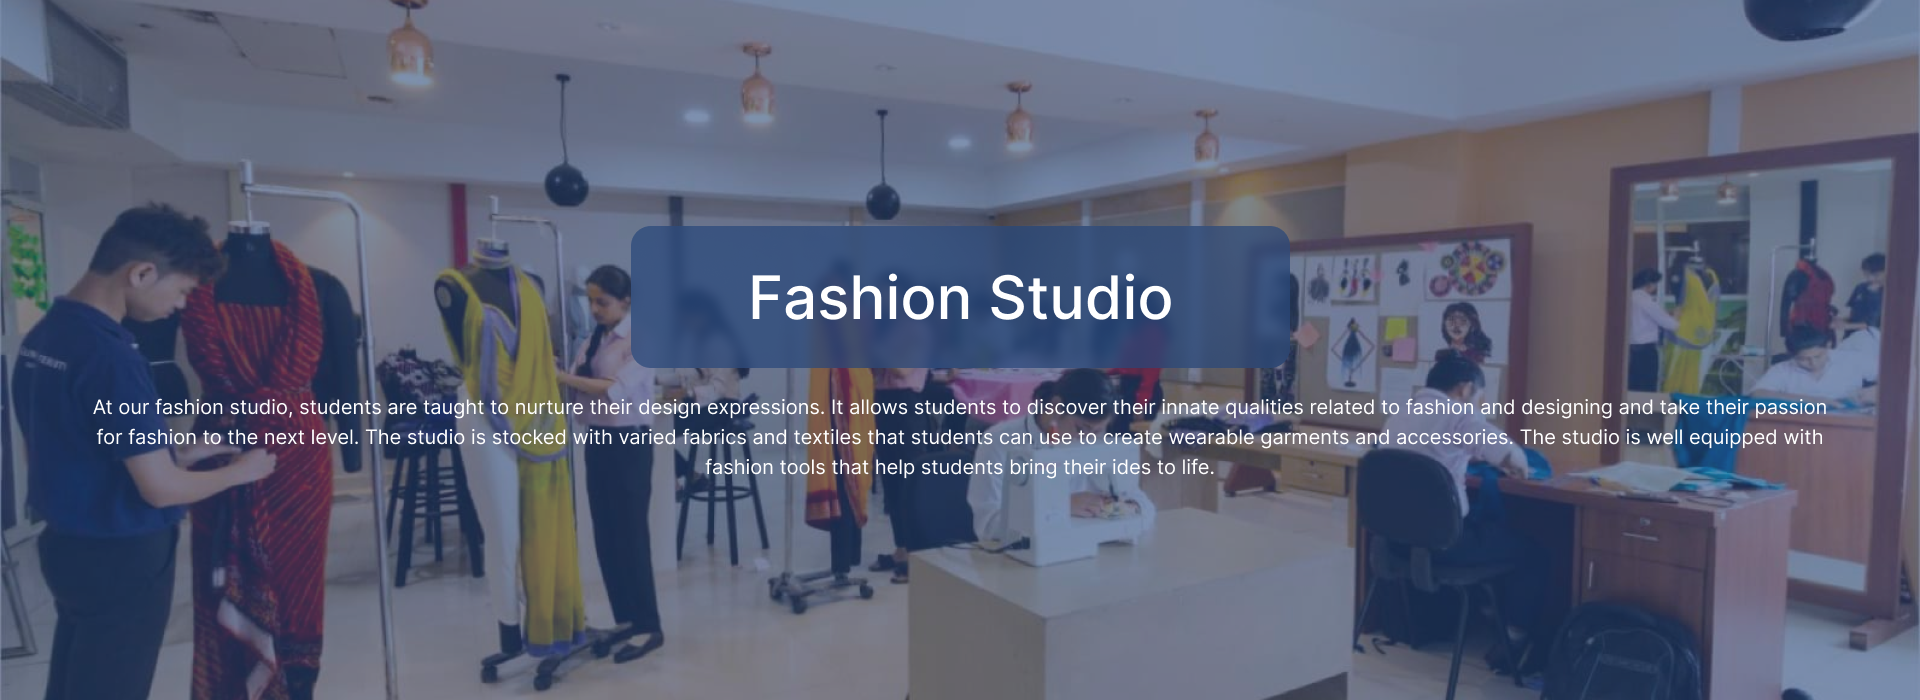 Fashion Studio
At our fashion studio, students are taught to nurture their design expressions. It allows students to discover their innate qualities related to fashion and designing and take their passion
for fashion to the next level. The studio is stocked with varied fabrics and textiles that students can use to create wearable garments and accessories. The studio is well equipped with
fashion tools that help students bring their ides to life.